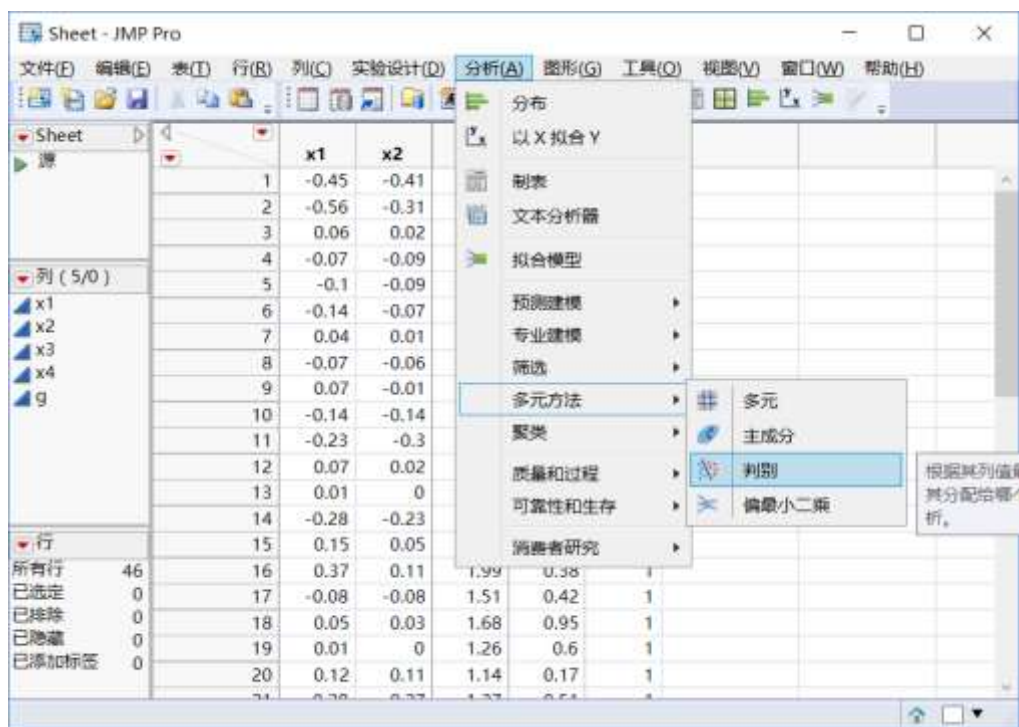 Sheet - JMP Pro
文件(F) 编辑(E) 表(T) 行(R) 列(C) 实验设计(D) 分析(A) 图形(G) 工具(O) 视图(V) 窗口(W) 帮助(H)
Sheet
源
列 ( 5/0 )
x1
x2
x3
x4
g
行
所有行 46
已选定 0
已排除 0
已隐藏 0
已添加标签 0
x1 x2
1 -0.45 -0.41
2 -0.56 -0.31
3 0.06 0.02
4 -0.07 -0.09
5 -0.1 -0.09
6 -0.14 -0.07
7 0.04 0.01
8 -0.07 -0.06
9 0.07 -0.01
10 -0.14 -0.14
11 -0.23 -0.3
12 0.07 0.02
13 0.01 0
14 -0.28 -0.23
15 0.15 0.05
16 0.37 0.11 1.99 0.38 1
17 -0.08 -0.08 1.51 0.42 1
18 0.05 0.03 1.68 0.95 1
19 0.01 0 1.26 0.6 1
20 0.12 0.11 1.14 0.17 1
分布
以 X 拟合 Y
制表
文本分析器
拟合模型
预测建模
专业建模
筛选
多元方法
聚类
质量和过程
可靠性和生存
消费者研究
多元
主成分
判别
偏最小二乘
根据某列值
其分配给哪
析。